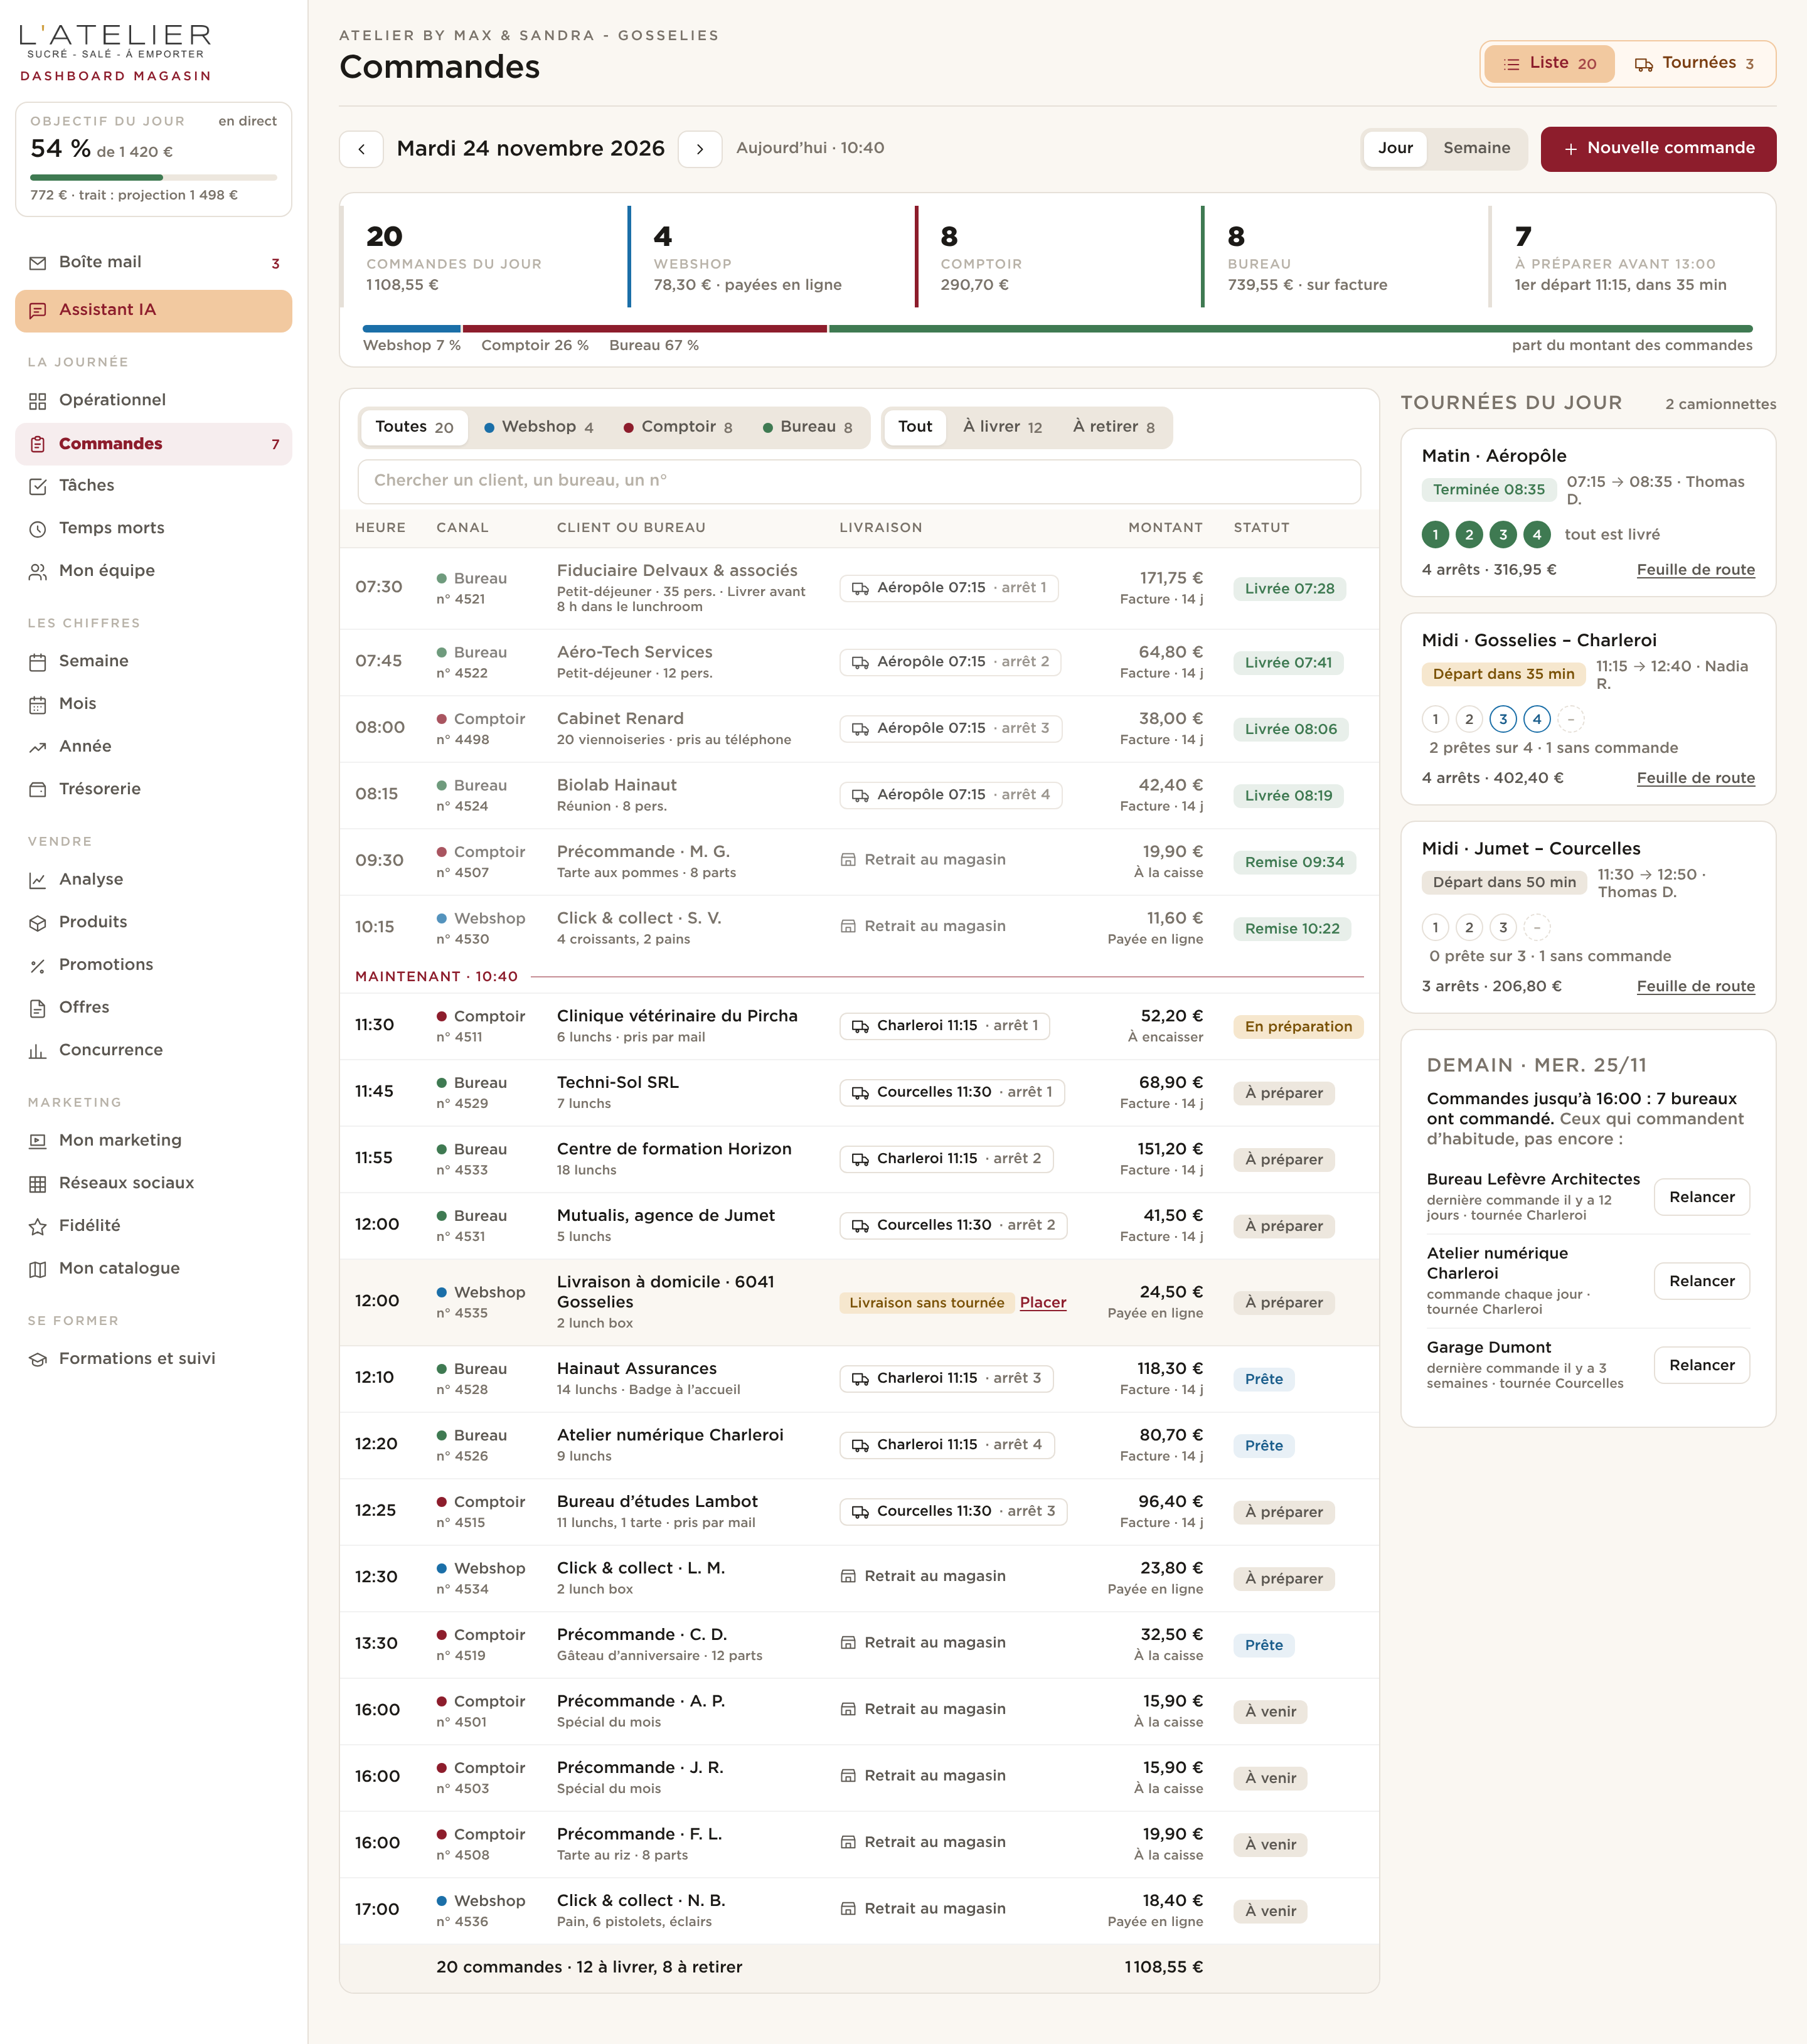 L'ATELIER
SUCRÉ - SALÉ - Á EMPORTER
DASHBOARD MAGASIN
OBJECTIF DU JOUR en direct
54 % de 1 420 €
772 € · trait : projection 1 498 €
Boîte mail 3
Assistant IA
LA JOURNÉE
Opérationnel
Commandes 7
Tâches
Temps morts
Mon équipe
LES CHIFFRES
Semaine
Mois
Année
Trésorerie
VENDRE
Analyse
Produits
Promotions
Offres
Concurrence
MARKETING
Mon marketing
Réseaux sociaux
Fidélité
Mon catalogue
SE FORMER
Formations et suivi
ATELIER BY MAX & SANDRA - GOSSELIES
Commandes
Liste 20 Tournées 3
Mardi 24 novembre 2026 Aujourd’hui · 10:40
Jour Semaine + Nouvelle commande
20
COMMANDES DU JOUR
1 108,55 €
4
WEBSHOP
78,30 € · payées en ligne
8
COMPTOIR
290,70 €
8
BUREAU
739,55 € · sur facture
7
À PRÉPARER AVANT 13:00
1er départ 11:15, dans 35 min
Webshop 7 % Comptoir 26 % Bureau 67 % part du montant des commandes
Toutes 20 Webshop 4 Comptoir 8 Bureau 8 Tout À livrer 12 À retirer 8
Chercher un client, un bureau, un n°
HEURE CANAL CLIENT OU BUREAU LIVRAISON MONTANT STATUT
07:30 Bureau n° 4521 Fiduciaire Delvaux & associés Aéropôle 07:15 · arrêt 1 171,75 € Livrée 07:28
Petit-déjeuner · 35 pers. · Livrer avant Facture · 14 j
8 h dans le lunchroom
07:45 Bureau Aéro-Tech Services Aéropôle 07:15 · arrêt 2 64,80 € Livrée 07:41
n° 4522 Petit-déjeuner · 12 pers. Facture · 14 j
08:00 Comptoir Cabinet Renard Aéropôle 07:15 · arrêt 3 38,00 € Livrée 08:06
n° 4498 20 viennoiseries · pris au téléphone Facture · 14 j
08:15 Bureau Biolab Hainaut Aéropôle 07:15 · arrêt 4 42,40 € Livrée 08:19
n° 4524 Réunion · 8 pers. Facture · 14 j
09:30 Comptoir Précommande · M. G. Retrait au magasin 19,90 € Remise 09:34
n° 4507 Tarte aux pommes · 8 parts À la caisse
10:15 Webshop Click & collect · S. V. Retrait au magasin 11,60 € Remise 10:22
n° 4530 4 croissants, 2 pains Payée en ligne
MAINTENANT · 10:40
11:30 Comptoir Clinique vétérinaire du Pircha Charleroi 11:15 · arrêt 1 52,20 € En préparation
n° 4511 6 lunchs · pris par mail À encaisser
11:45 Bureau Techni-Sol SRL Courcelles 11:30 · arrêt 1 68,90 € À préparer
n° 4529 7 lunchs Facture · 14 j
11:55 Bureau Centre de formation Horizon Charleroi 11:15 · arrêt 2 151,20 € À préparer
n° 4533 18 lunchs Facture · 14 j
12:00 Bureau Mutualis, agence de Jumet Courcelles 11:30 · arrêt 2 41,50 € À préparer
n° 4531 5 lunchs Facture · 14 j
12:00 Webshop Livraison à domicile · 6041 Gosselies Livraison sans tournée Placer 24,50 € À préparer
n° 4535 2 lunch box Payée en ligne
12:10 Bureau Hainaut Assurances Charleroi 11:15 · arrêt 3 118,30 € Prête
n° 4528 14 lunchs · Badge à l’accueil Facture · 14 j
12:20 Bureau Atelier numérique Charleroi Charleroi 11:15 · arrêt 4 80,70 € Prête
n° 4526 9 lunchs Facture · 14 j
12:25 Comptoir Bureau d’études Lambot Courcelles 11:30 · arrêt 3 96,40 € À préparer
n° 4515 11 lunchs, 1 tarte · pris par mail Facture · 14 j
12:30 Webshop Click & collect · L. M. Retrait au magasin 23,80 € À préparer
n° 4534 2 lunch box Payée en ligne
13:30 Comptoir Précommande · C. D. Retrait au magasin 32,50 € Prête
n° 4519 Gâteau d’anniversaire · 12 parts À la caisse
16:00 Comptoir Précommande · A. P. Retrait au magasin 15,90 € À venir
n° 4501 Spécial du mois À la caisse
16:00 Comptoir Précommande · J. R. Retrait au magasin 15,90 € À venir
n° 4503 Spécial du mois À la caisse
16:00 Comptoir Précommande · F. L. Retrait au magasin 19,90 € À venir
n° 4508 Tarte au riz · 8 parts À la caisse
17:00 Webshop Click & collect · N. B. Retrait au magasin 18,40 € À venir
n° 4536 Pain, 6 pistolets, éclairs Payée en ligne
20 commandes · 12 à livrer, 8 à retirer 1 108,55 €
TOURNÉES DU JOUR 2 camionnettes
Matin · Aéropôle
Terminée 08:35 07:15 → 08:35 · Thomas
D.
1 2 3 4 tout est livré
4 arrêts · 316,95 € Feuille de route
Midi · Gosselies – Charleroi
Départ dans 35 min 11:15 → 12:40 · Nadia
R.
1 2 3 4 –
2 prêtes sur 4 · 1 sans commande
4 arrêts · 402,40 € Feuille de route
Midi · Jumet – Courcelles
Départ dans 50 min 11:30 → 12:50 ·
Thomas D.
1 2 3 –
0 prête sur 3 · 1 sans commande
3 arrêts · 206,80 € Feuille de route
DEMAIN · MER. 25/11
Commandes jusqu’à 16:00 : 7 bureaux
ont commandé. Ceux qui commandent
d’habitude, pas encore :
Bureau Lefèvre Architectes Relancer
dernière commande il y a 12
jours · tournée Charleroi
Atelier numérique
Charleroi Relancer
commande chaque jour ·
tournée Charleroi
Garage Dumont Relancer
dernière commande il y a 3
semaines · tournée Courcelles